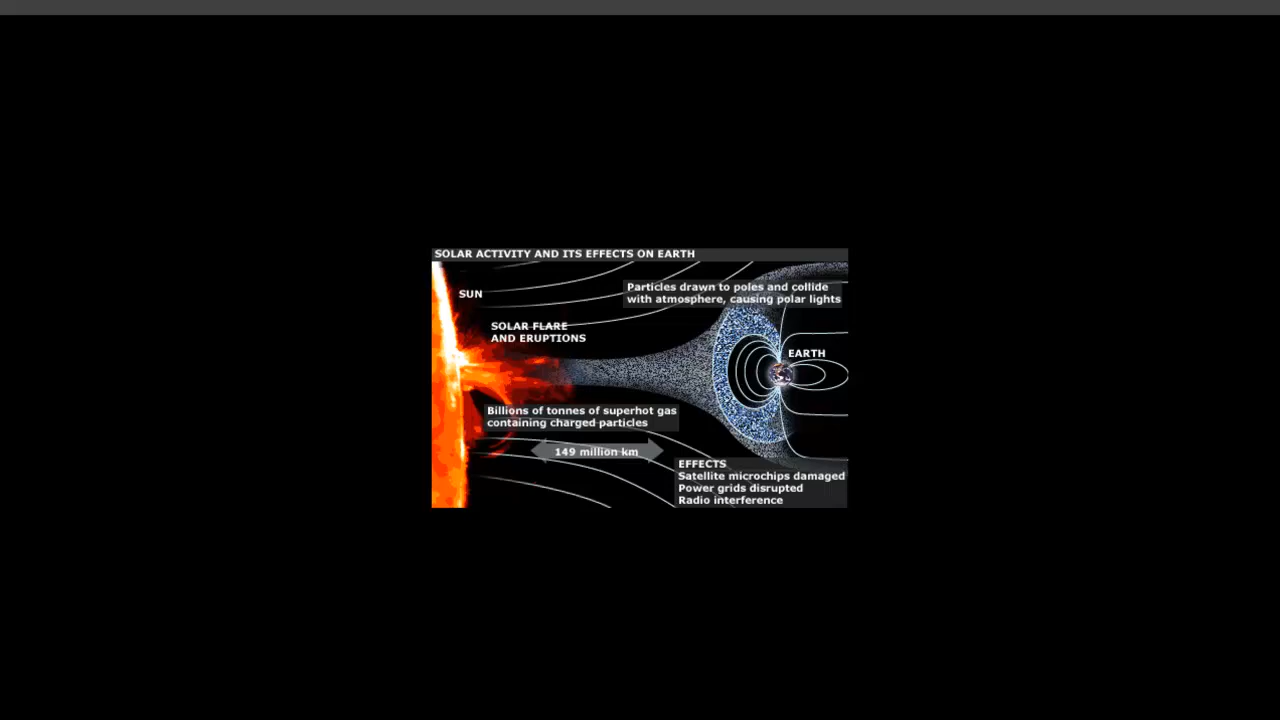 SOLAR ACTIVITY AND ITS EFFECTS ON EARTH
SUN
Particles drawn to poles and collide
with atmosphere, causing polar lights
SOLAR FLARE
AND ERUPTIONS
EARTH
Billions of tonnes of superhot gas
containing charged particles
149 million km
EFFECTS
Satellite microchips damaged
Power grids disrupted
Radio interference